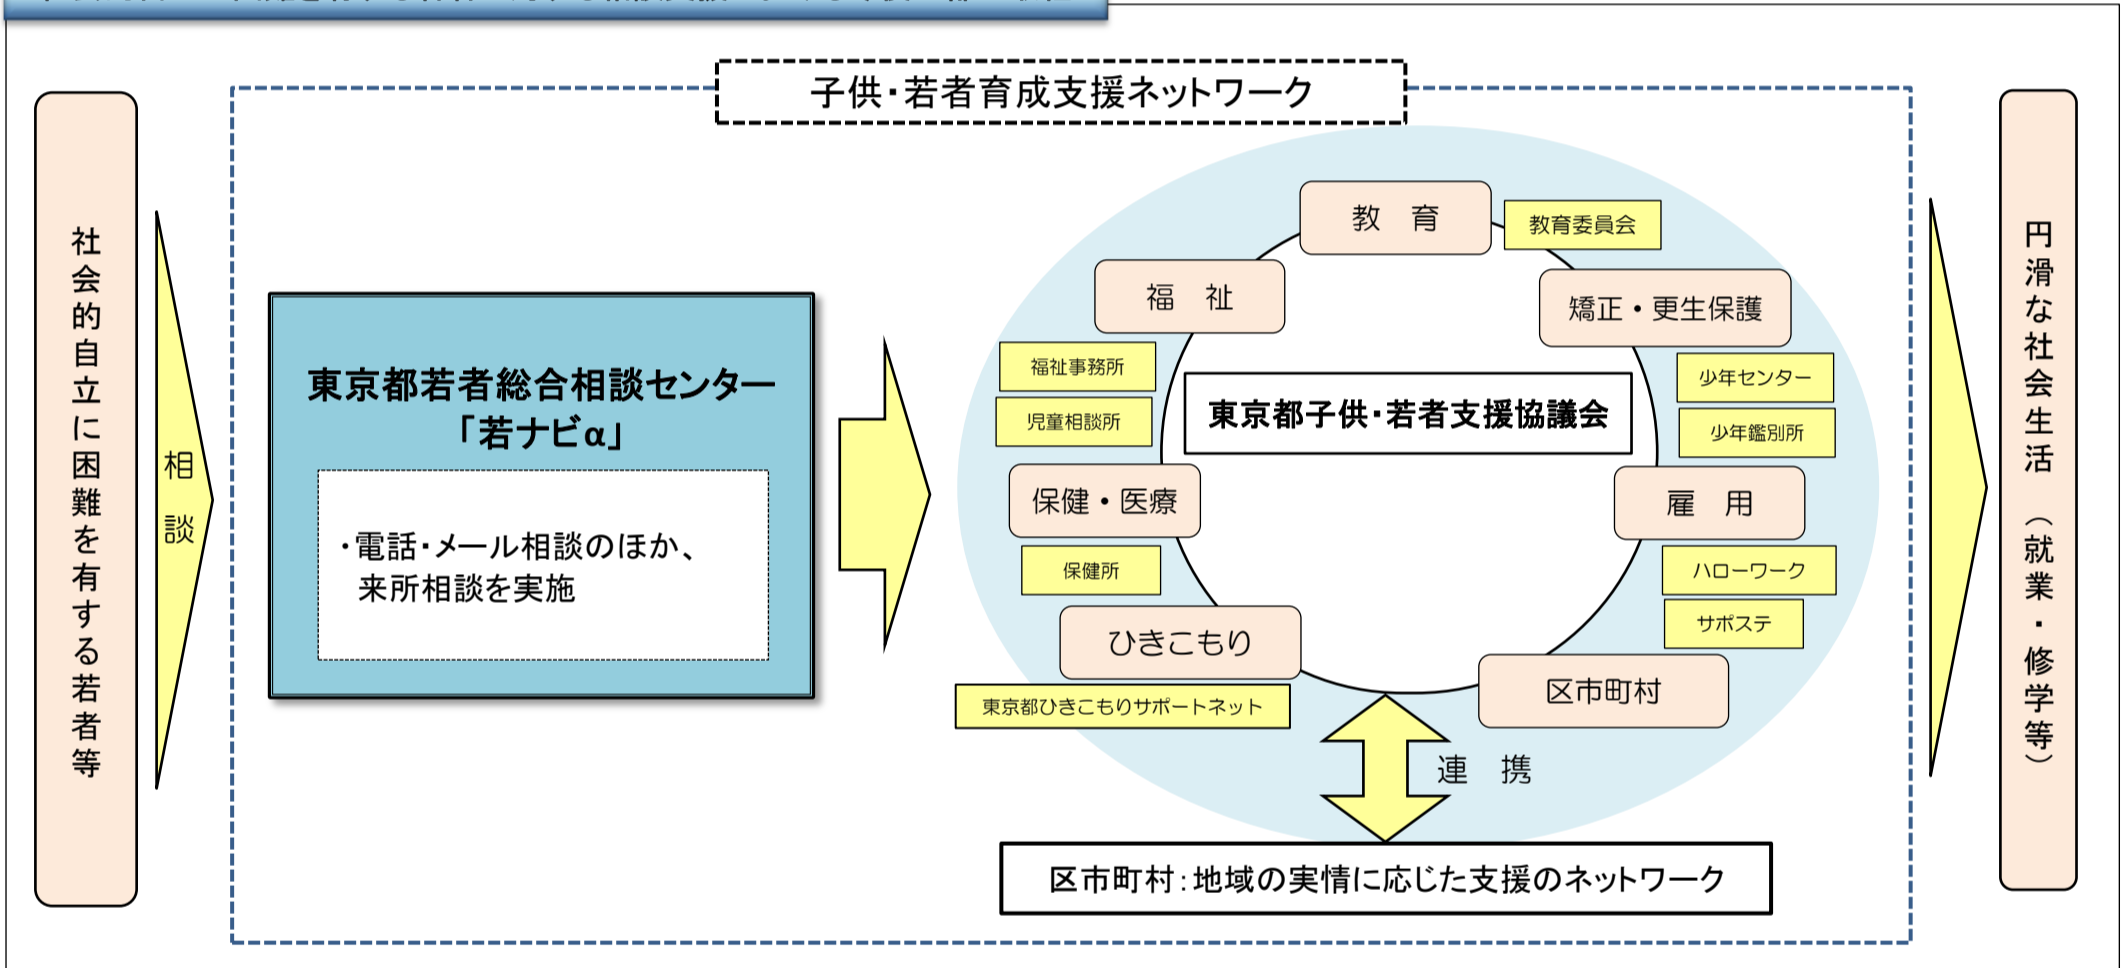 子供・若者育成支援ネットワーク
社会的自立に困難を有する若者等
相談
東京都若者総合相談センター
「若ナビα」
・電話・メール相談のほか、
来所相談を実施
教　育
教育委員会
福　祉
矯正・更生保護
福祉事務所
児童相談所
少年センター
少年鑑別所
東京都子供・若者支援協議会
保健・医療
保健所
雇　用
ハローワーク
サポステ
ひきこもり
東京都ひきこもりサポートネット
区市町村
連　携
区市町村：地域の実情に応じた支援のネットワーク
円滑な社会生活　（就業・修学等）